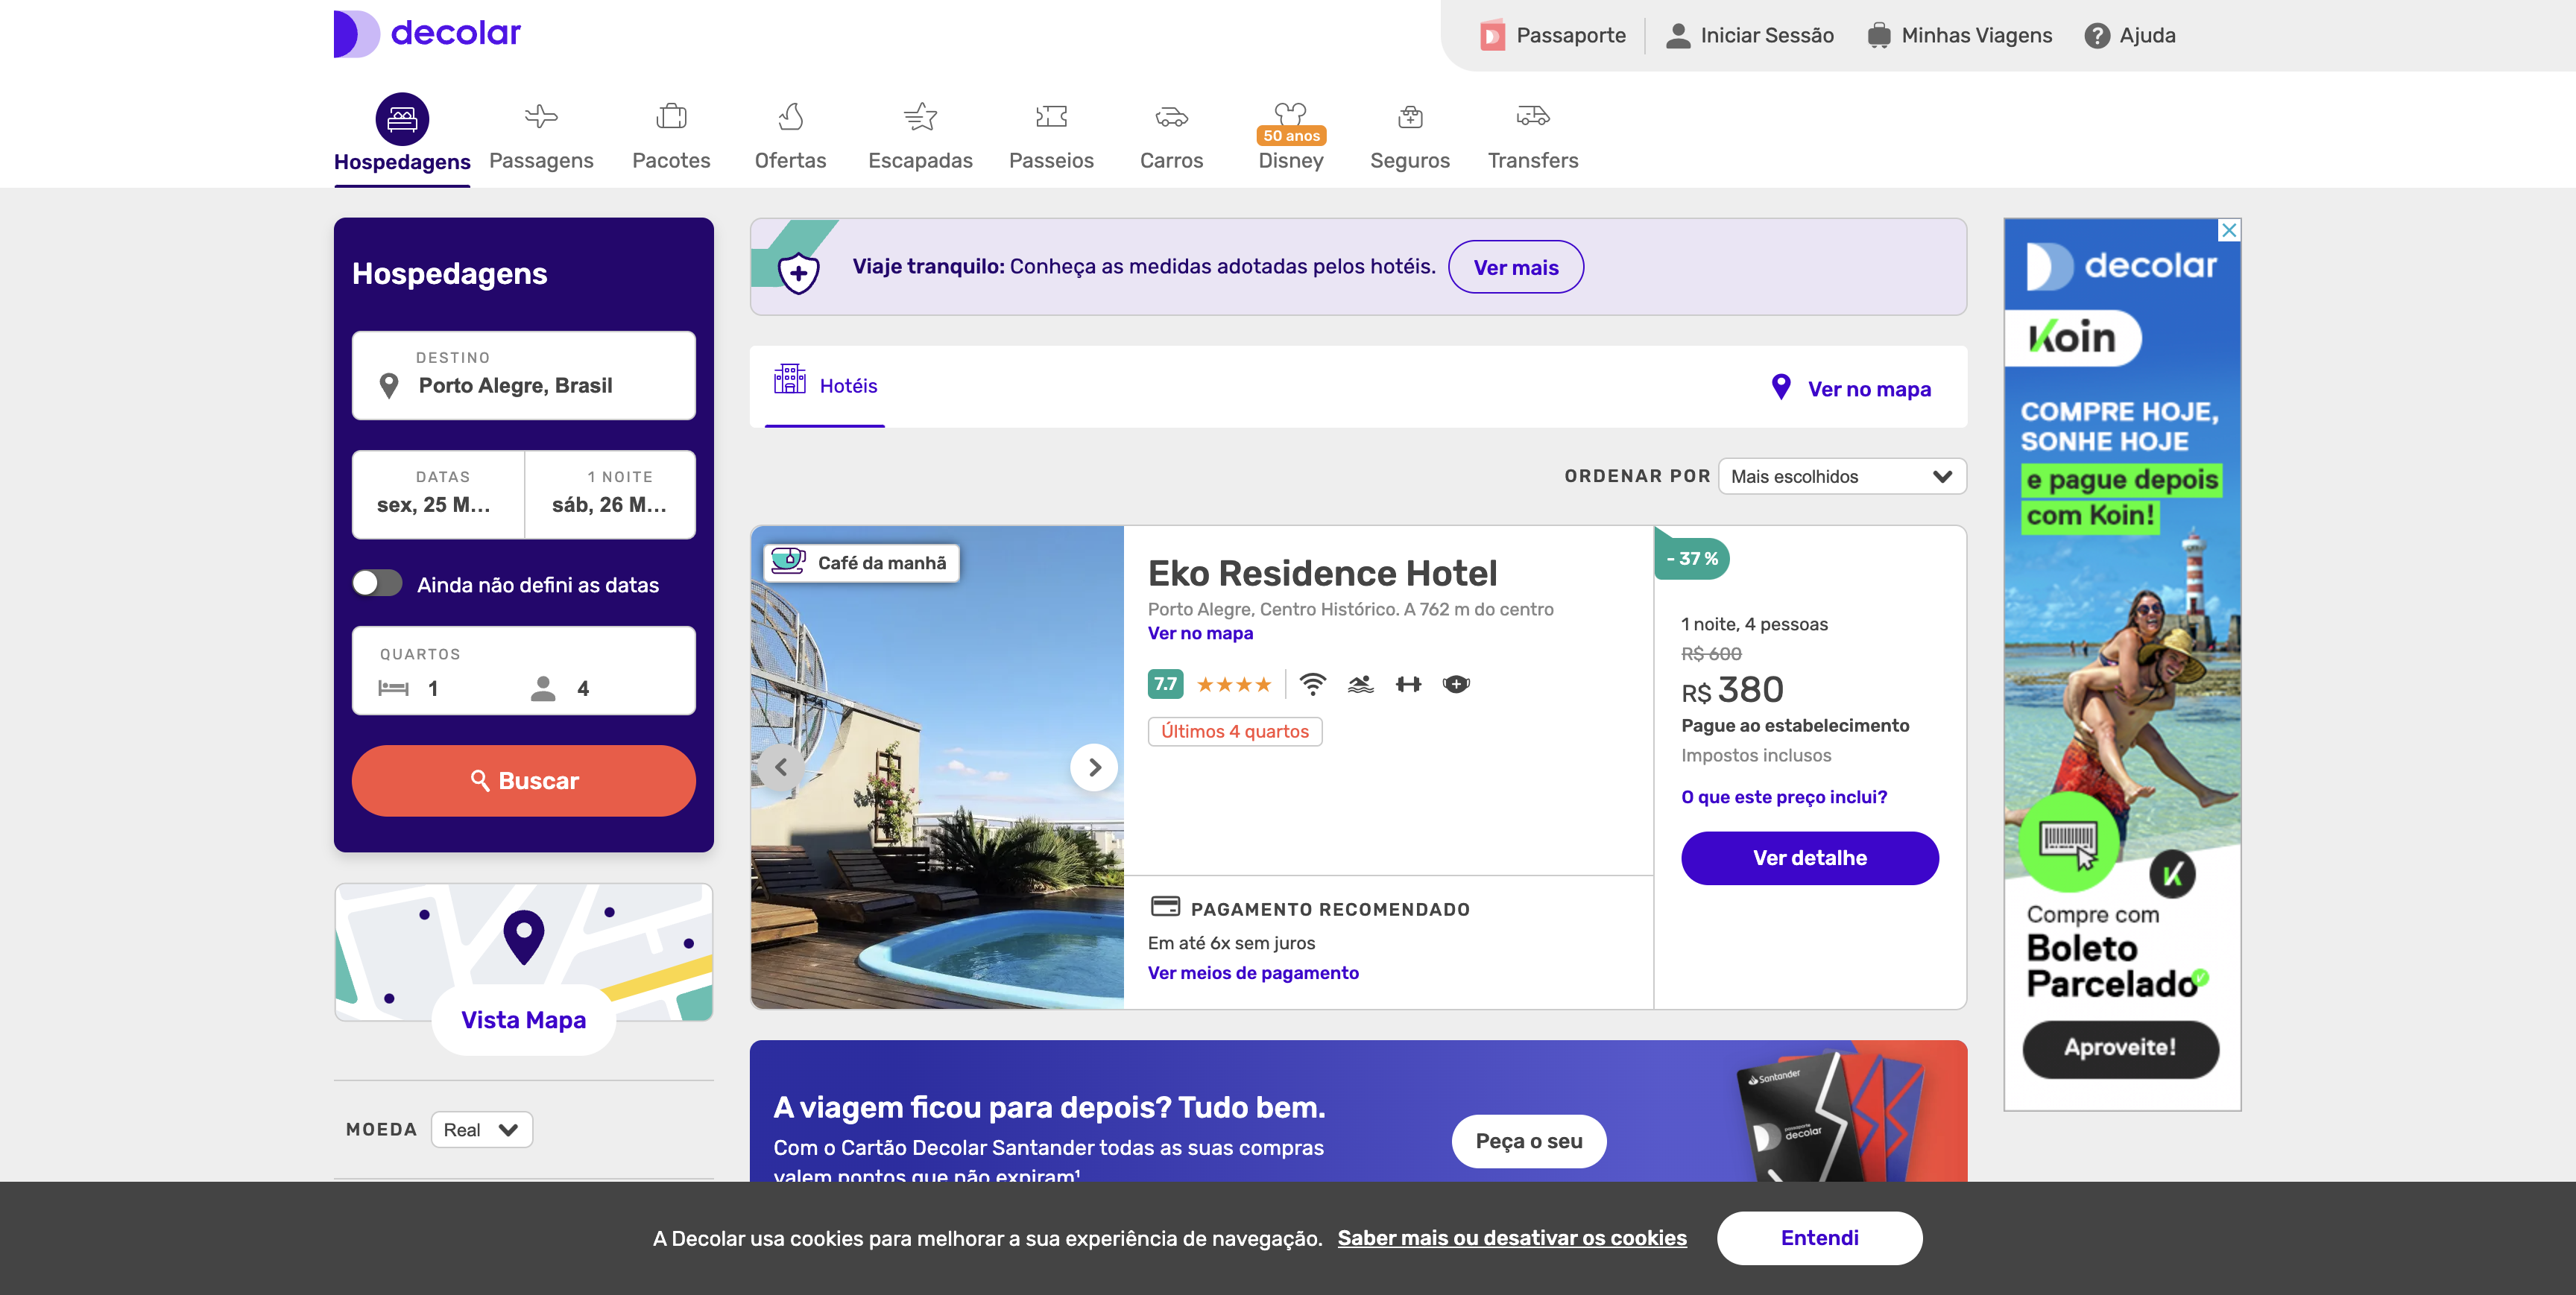 decolar
Passaporte
Iniciar Sessão
Minhas Viagens
Ajuda
Hospedagens
Passagens
Pacotes
Ofertas
Escapadas
Passeios
Carros
50 anos
Disney
Seguros
Transfers
Hospedagens
DESTINO
Porto Alegre, Brasil
DATAS
sex, 25 M...
1 NOITE
sáb, 26 M...
Ainda não defini as datas
QUARTOS
1
4
Buscar
Vista Mapa
MOEDA
Real
Viaje tranquilo: Conheça as medidas adotadas pelos hotéis.
Ver mais
Hotéis
Ver no mapa
ORDENAR POR
Mais escolhidos
Café da manhã
Eko Residence Hotel
Porto Alegre, Centro Histórico. A 762 m do centro
Ver no mapa
7.7
Últimos 4 quartos
PAGAMENTO RECOMENDADO
Em até 6x sem juros
Ver meios de pagamento
- 37 %
1 noite, 4 pessoas
R$ 600
R$ 380
Pague ao estabelecimento
Impostos inclusos
O que este preço inclui?
Ver detalhe
A viagem ficou para depois? Tudo bem.
Com o Cartão Decolar Santander todas as suas compras
valem pontos que não expiram¹
Peça o seu
Santander
passaporte
decolar
decolar
Koin
COMPRE HOJE,
SONHE HOJE
e pague depois
com Koin!
Compre com
Boleto
Parcelado
Aproveite!
A Decolar usa cookies para melhorar a sua experiência de navegação.
Saber mais ou desativar os cookies
Entendi